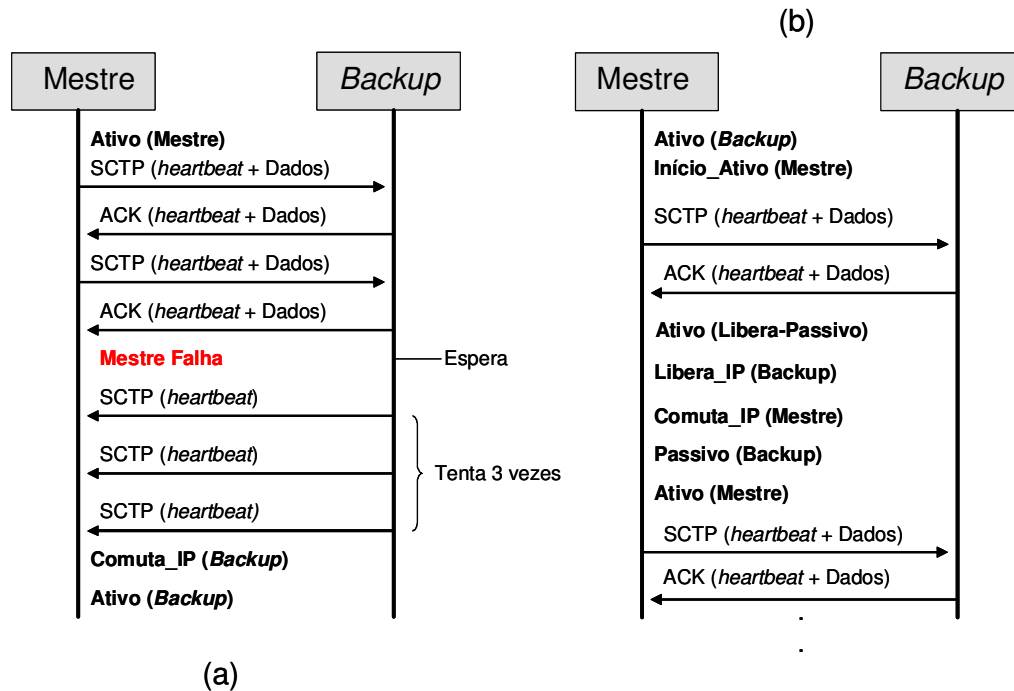 Mestre
Backup
Ativo (Mestre)
SCTP (heartbeat + Dados)
ACK (heartbeat + Dados)
SCTP (heartbeat + Dados)
ACK (heartbeat + Dados)
Mestre Falha
Espera
SCTP (heartbeat)
SCTP (heartbeat)
Tenta 3 vezes
SCTP (heartbeat)
Comuta_IP (Backup)
Ativo (Backup)
(a)
(b)
Mestre
Backup
Ativo (Backup)
Início_Ativo (Mestre)
SCTP (heartbeat + Dados)
ACK (heartbeat + Dados)
Ativo (Libera-Passivo)
Libera_IP (Backup)
Comuta_IP (Mestre)
Passivo (Backup)
Ativo (Mestre)
SCTP (heartbeat + Dados)
ACK (heartbeat + Dados)
.
.